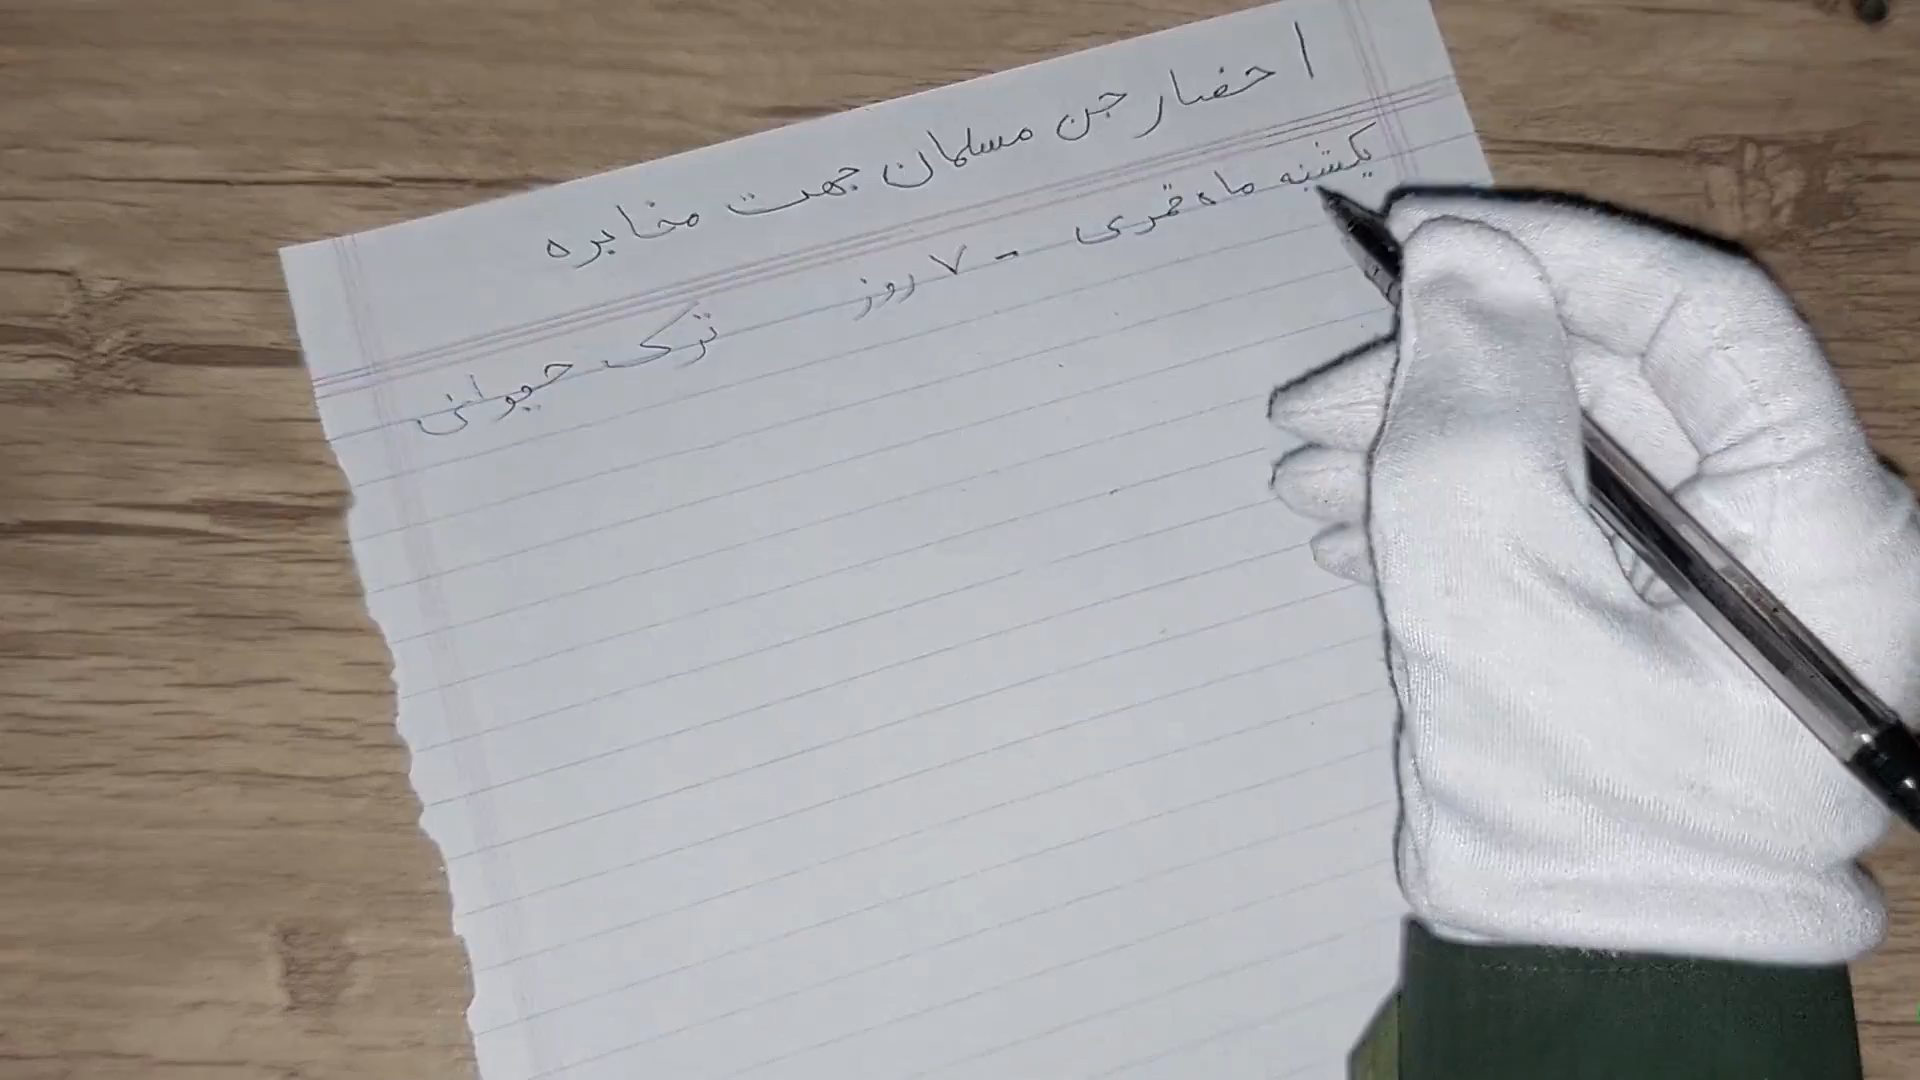 احضار جن مسلمان جهت مخابره
یکشنبه ماه قمری - ۷ روز ترک حیوانی